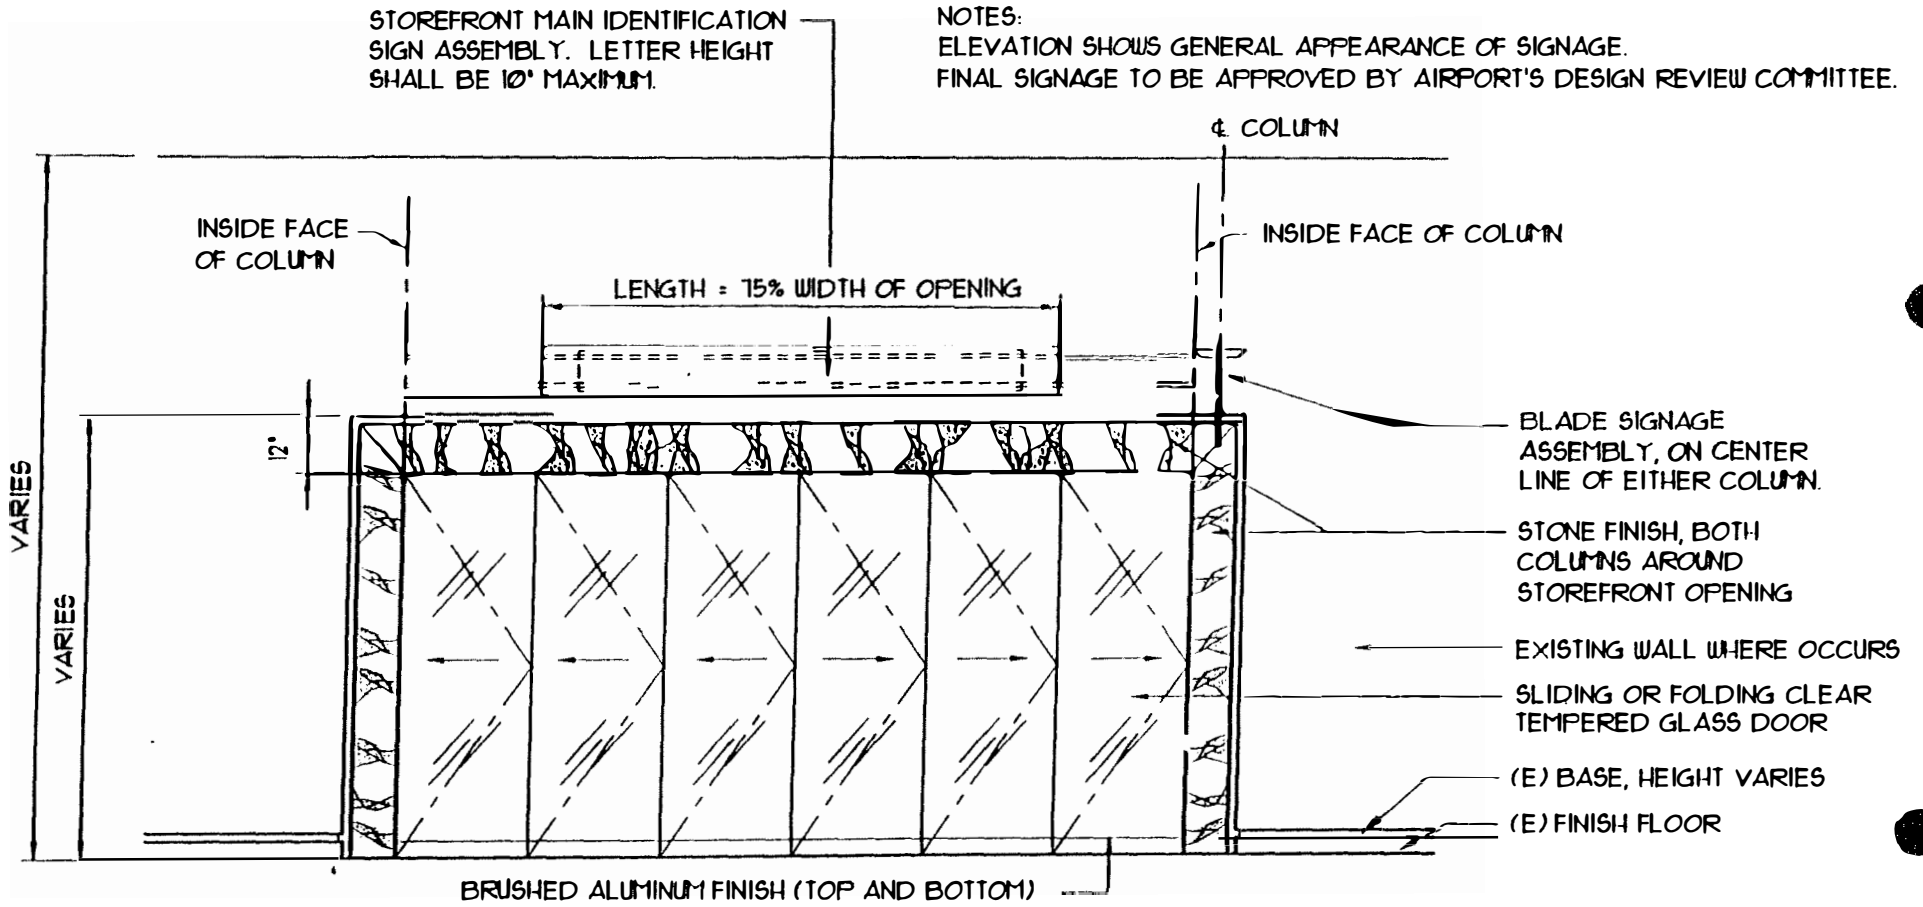 STOREFRONT MAIN IDENTIFICATION
SIGN ASSEMBLY. LETTER HEIGHT
SHALL BE 10" MAXIMUM.
NOTES:
ELEVATION SHOWS GENERAL APPEARANCE OF SIGNAGE.
FINAL SIGNAGE TO BE APPROVED BY AIRPORT'S DESIGN REVIEW COMMITTEE.
℄ COLUMN
INSIDE FACE
OF COLUMN
INSIDE FACE OF COLUMN
LENGTH = 75% WIDTH OF OPENING
12"
VARIES
VARIES
BLADE SIGNAGE
ASSEMBLY, ON CENTER
LINE OF EITHER COLUMN.
STONE FINISH, BOTH
COLUMNS AROUND
STOREFRONT OPENING
EXISTING WALL WHERE OCCURS
SLIDING OR FOLDING CLEAR
TEMPERED GLASS DOOR
(E) BASE, HEIGHT VARIES
(E) FINISH FLOOR
BRUSHED ALUMINUM FINISH (TOP AND BOTTOM)